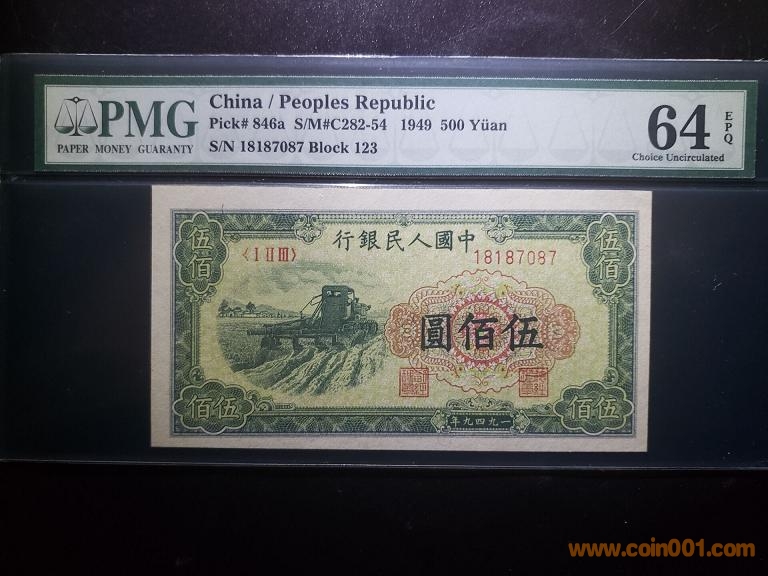 PMG
PAPER MONEY GUARANTY
China / Peoples Republic
Pick# 846a S/M#C282-54 1949 500 Yüan
S/N 18187087 Block 123
64 EPQ
Choice Uncirculated
伍佰
行銀民人國中
伍佰
〈I II III〉
18187087
圓佰伍
佰伍
年九四九一
佰伍
www.coin001.com